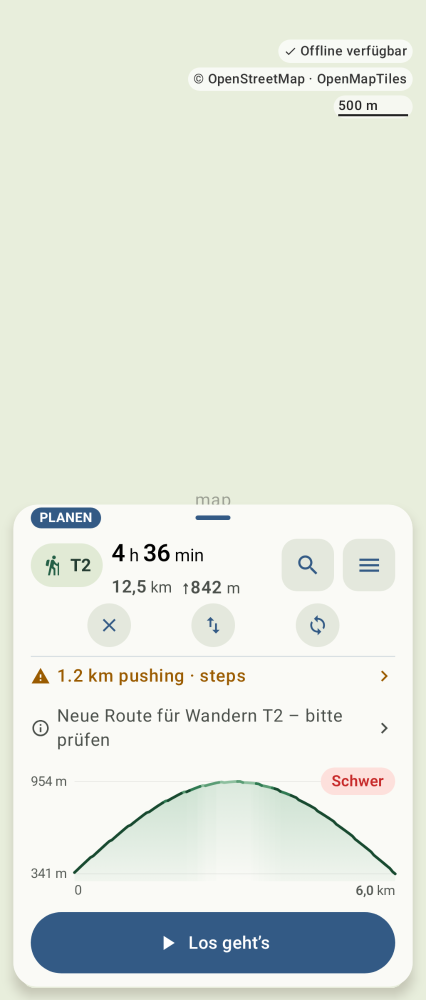 Offline verfügbar
© OpenStreetMap · OpenMapTiles
500 m
map
PLANEN
T2
4 h 36 min
12,5 km ↑842 m
1.2 km pushing · steps
Neue Route für Wandern T2 – bitte
prüfen
954 m
Schwer
341 m
0
6,0 km
Los geht’s